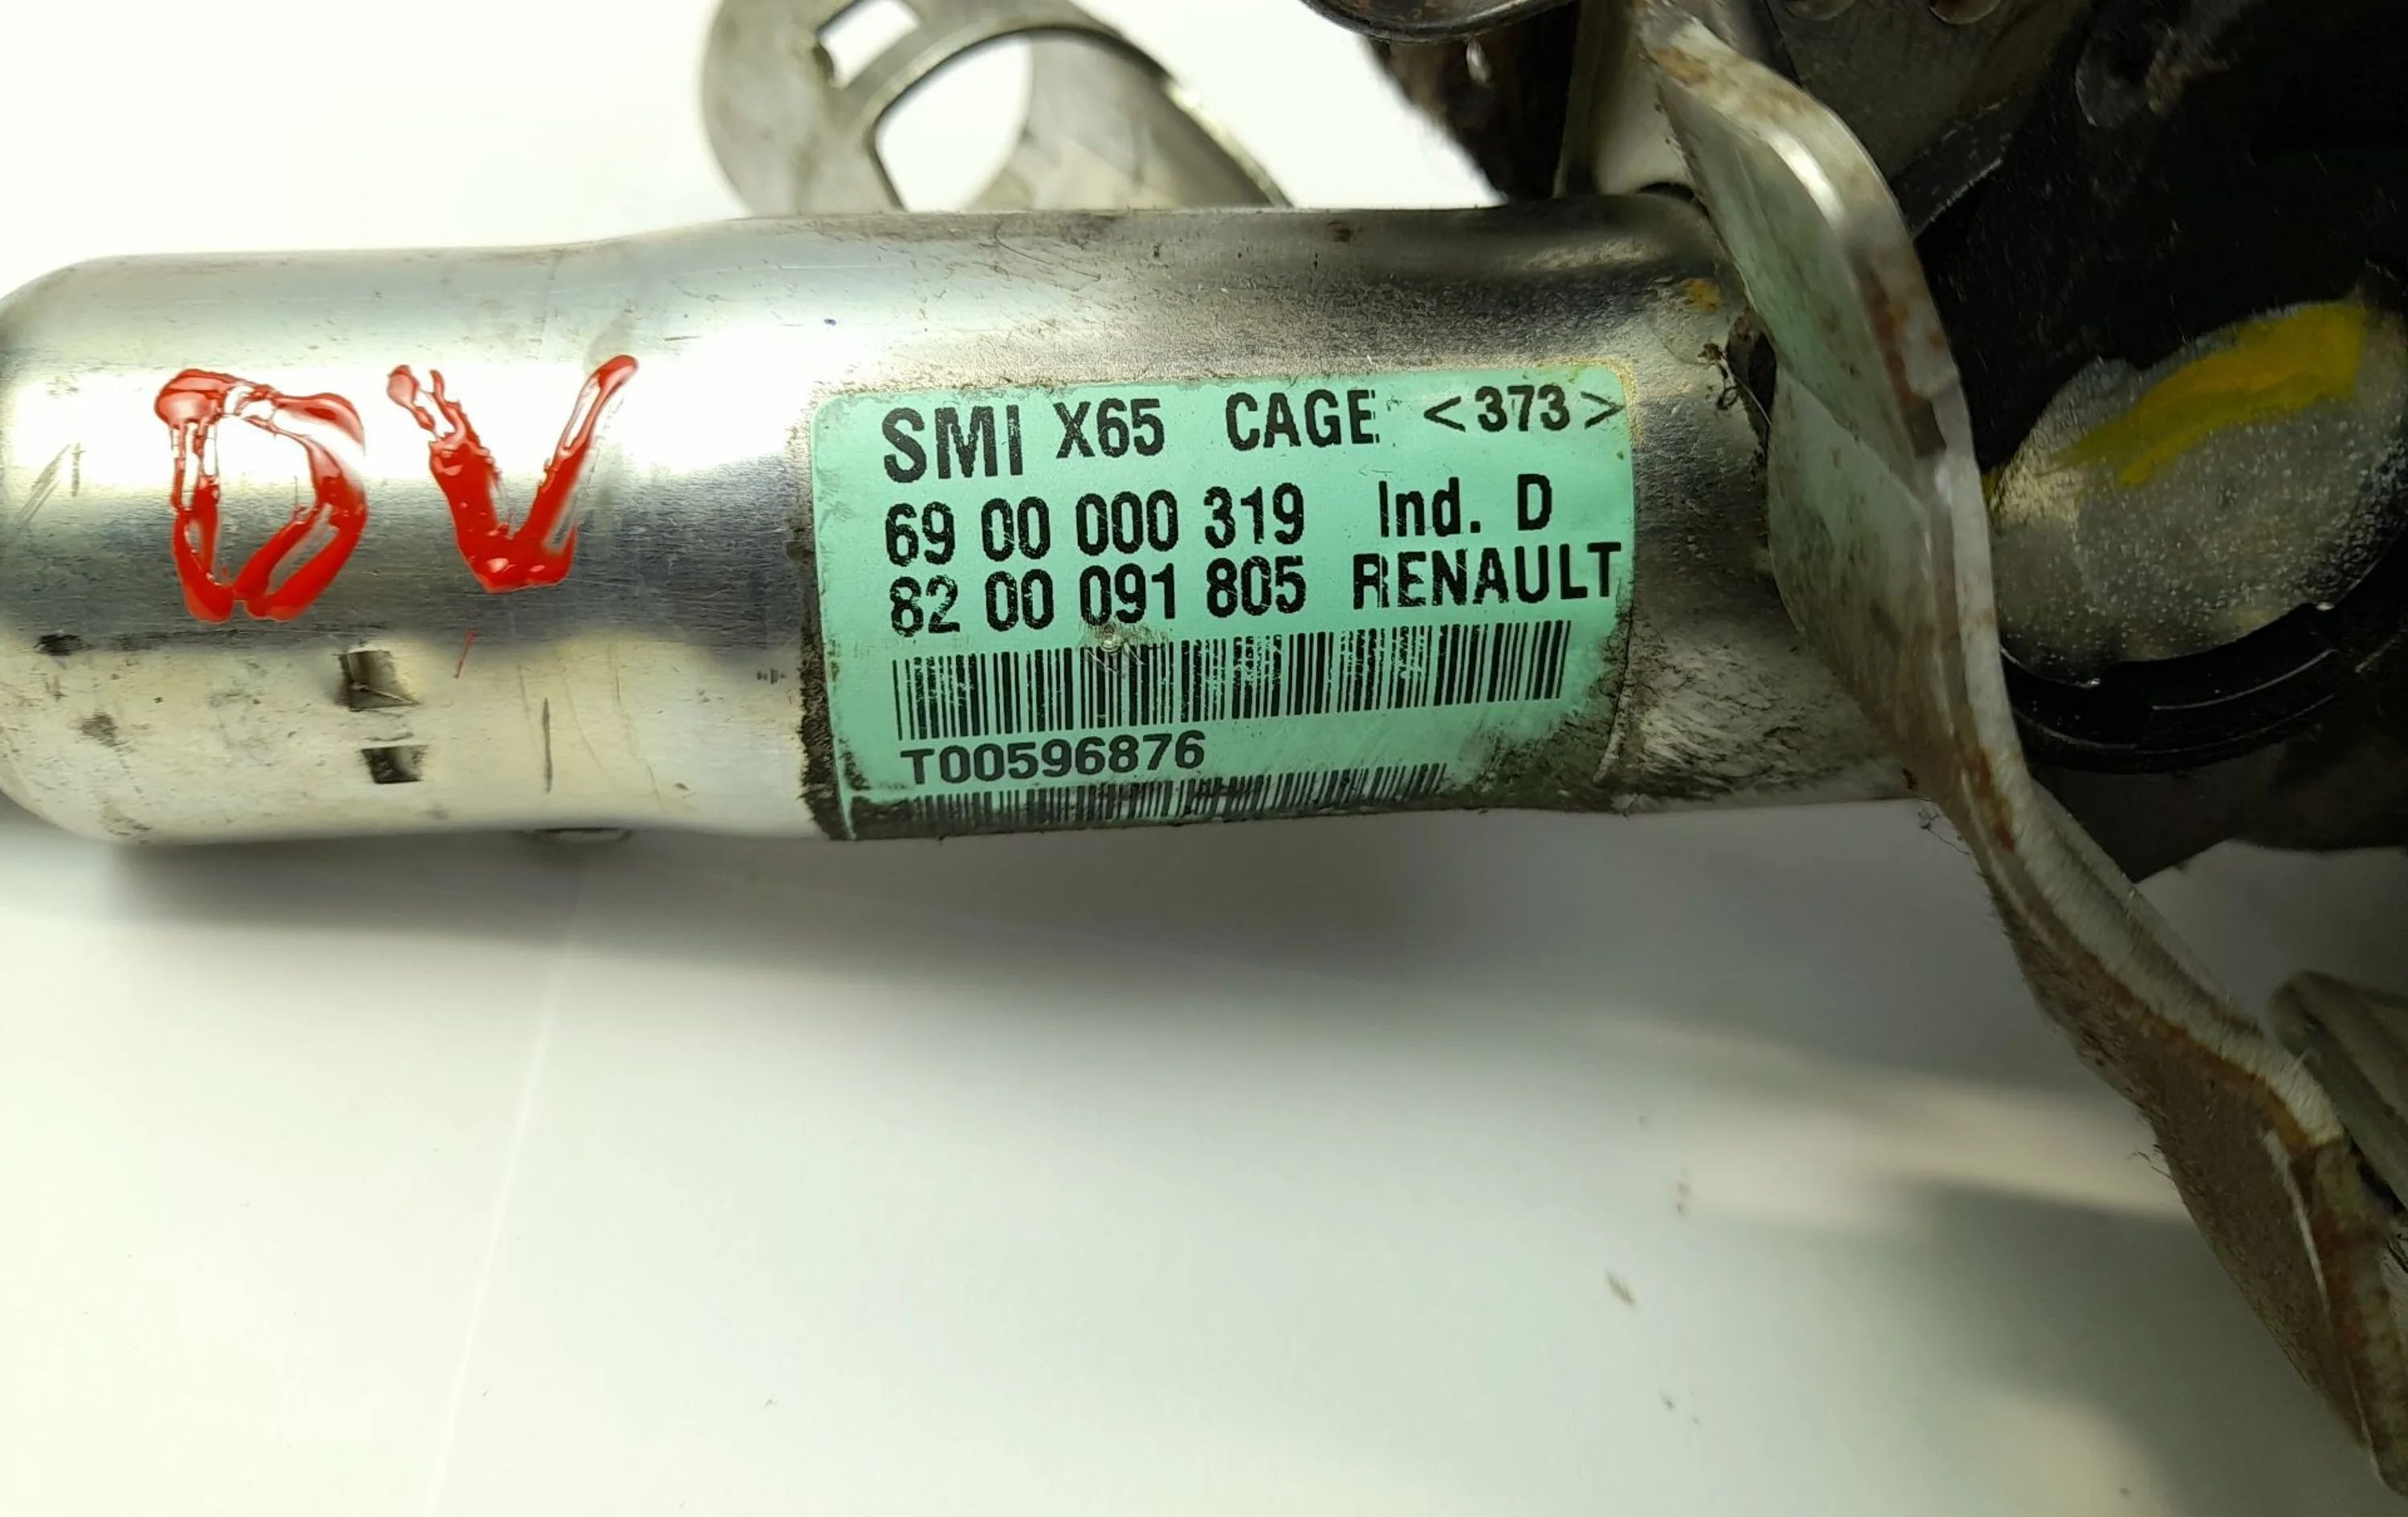 DV
SMI X65 CAGE <373>
69 00 000 319 Ind. D
82 00 091 805 RENAULT
T00596876